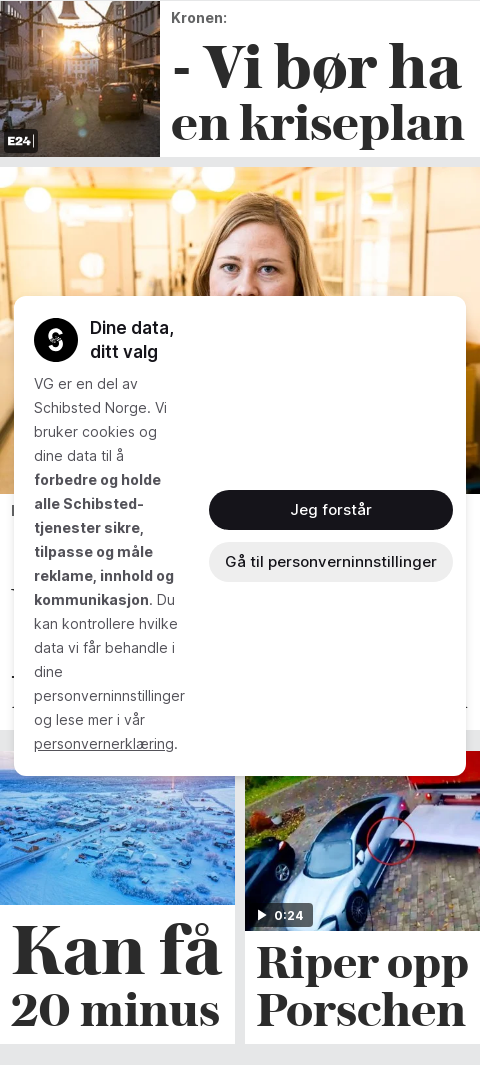 Kronen:
- Vi bør ha
en kriseplan
E24
Dine data,
ditt valg
VG er en del av
Schibsted Norge. Vi
bruker cookies og
dine data til å
forbedre og holde
alle Schibsted-
tjenester sikre,
tilpasse og måle
reklame, innhold og
kommunikasjon. Du
kan kontrollere hvilke
data vi får behandle i
dine
personverninnstillinger
og lese mer i vår
personvernerklæring.
Jeg forstår
Gå til personverninnstillinger
0:24
Kan få
20 minus
Riper opp
Porschen